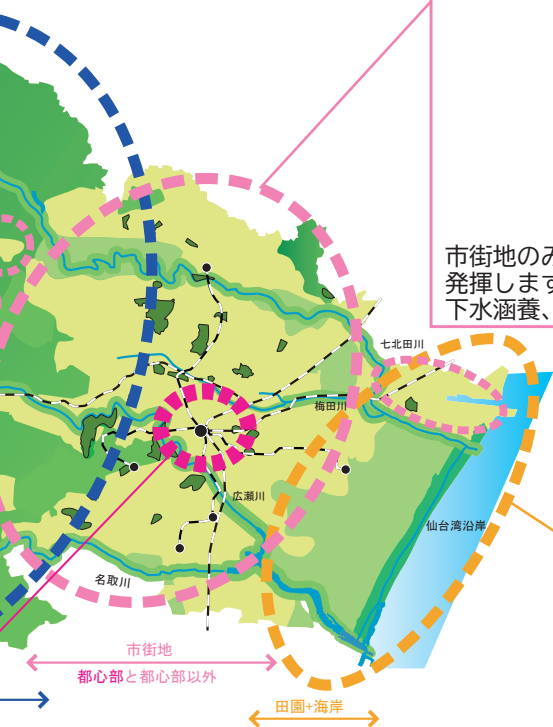 市街地のみ
発揮します
下水涵養、
七北田川
梅田川
広瀬川
仙台湾沿岸
名取川
市街地
都心部と都心部以外
田園+海岸